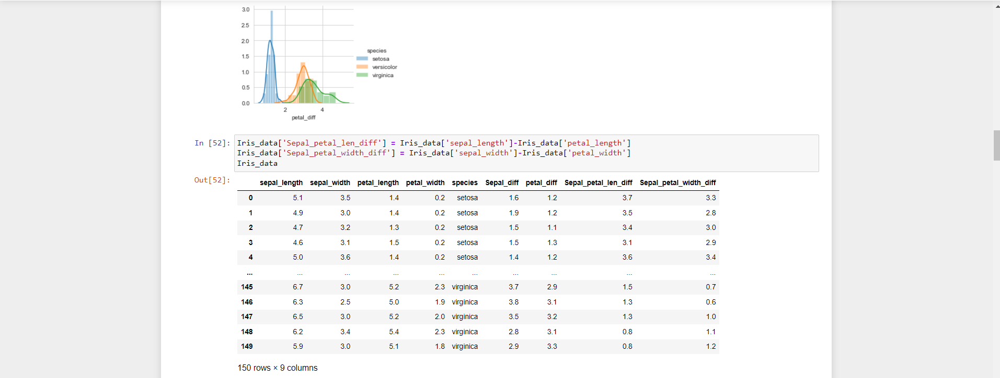 3.0
2.5
2.0
1.5
1.0
0.5
0.0
2 4
petal_diff
species
setosa
versicolor
virginica
In [52]: Iris_data['Sepal_petal_len_diff'] = Iris_data['sepal_length']-Iris_data['petal_length']
Iris_data['Sepal_petal_width_diff'] = Iris_data['sepal_width']-Iris_data['petal_width']
Iris_data
Out[52]:
sepal_length sepal_width petal_length petal_width species Sepal_diff petal_diff Sepal_petal_len_diff Sepal_petal_width_diff
0 5.1 3.5 1.4 0.2 setosa 1.6 1.2 3.7 3.3
1 4.9 3.0 1.4 0.2 setosa 1.9 1.2 3.5 2.8
2 4.7 3.2 1.3 0.2 setosa 1.5 1.1 3.4 3.0
3 4.6 3.1 1.5 0.2 setosa 1.5 1.3 3.1 2.9
4 5.0 3.6 1.4 0.2 setosa 1.4 1.2 3.6 3.4
... ... ... ... ... ... ... ... ... ...
145 6.7 3.0 5.2 2.3 virginica 3.7 2.9 1.5 0.7
146 6.3 2.5 5.0 1.9 virginica 3.8 3.1 1.3 0.6
147 6.5 3.0 5.2 2.0 virginica 3.5 3.2 1.3 1.0
148 6.2 3.4 5.4 2.3 virginica 2.8 3.1 0.8 1.1
149 5.9 3.0 5.1 1.8 virginica 2.9 3.3 0.8 1.2
150 rows × 9 columns